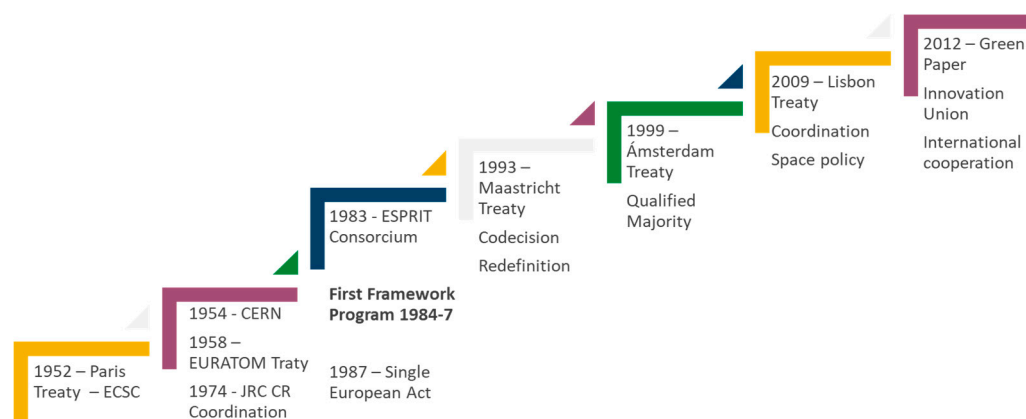 1952 – Paris
Treaty – ECSC
1954 - CERN
1958 –
EURATOM Traty
1974 - JRC CR
Coordination
1983 - ESPRIT
Consorcium
First Framework
Program 1984-7
1987 – Single
European Act
1993 –
Maastricht
Treaty
Codecision
Redefinition
1999 –
Ámsterdam
Treaty
Qualified
Majority
2009 – Lisbon
Treaty
Coordination
Space policy
2012 – Green
Paper
Innovation
Union
International
cooperation